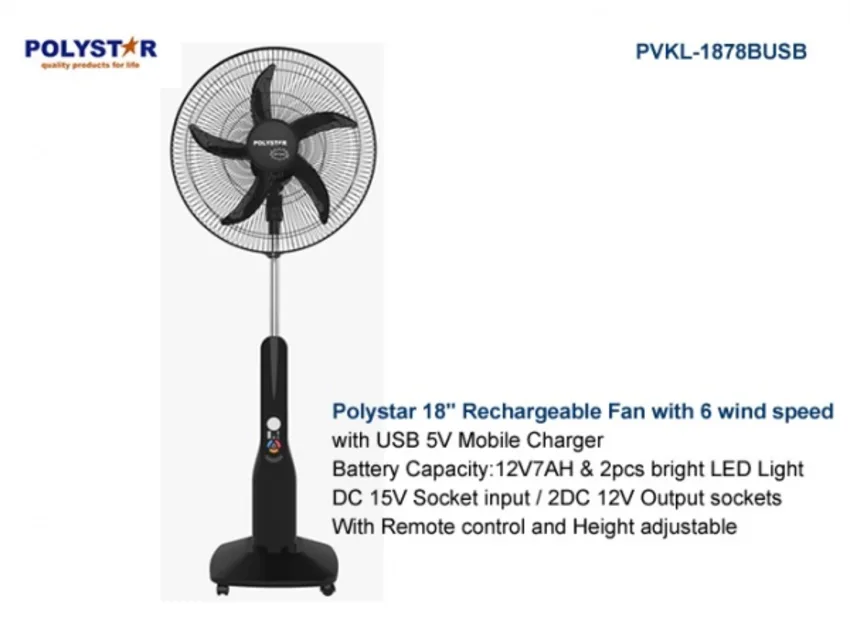 POLYSTAR
quality products for life
PVKL-1878BUSB
POLYSTAR
Polystar 18" Rechargeable Fan with 6 wind speed
with USB 5V Mobile Charger
Battery Capacity:12V7AH & 2pcs bright LED Light
DC 15V Socket input / 2DC 12V Output sockets
With Remote control and Height adjustable